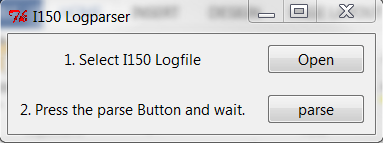 I150 Logparser
1. Select I150 Logfile Open
2. Press the parse Button and wait. parse